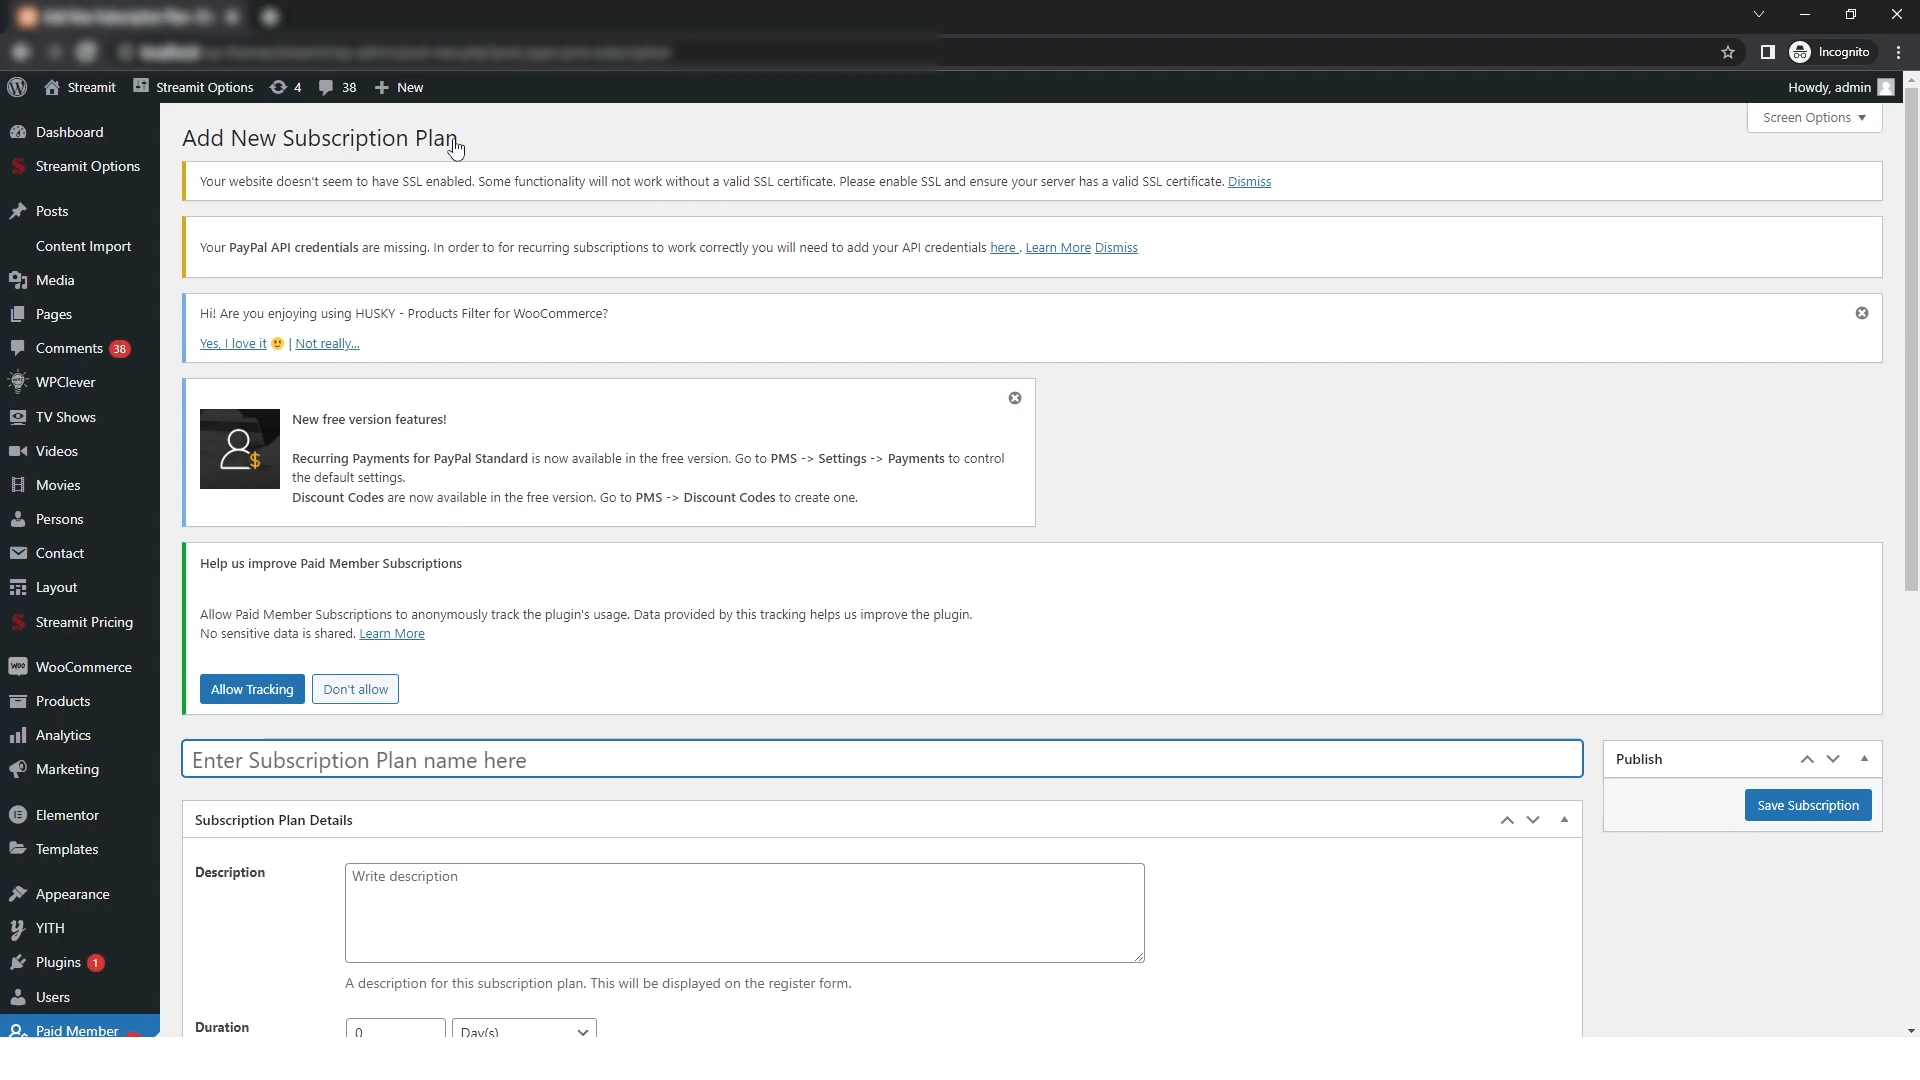 Incognito
Streamit
Streamit Options
4
38
New
Howdy, admin
Dashboard
Streamit Options
Posts
Content Import
Media
Pages
Comments 38
WPClever
TV Shows
Videos
Movies
Persons
Contact
Layout
Streamit Pricing
WooCommerce
Products
Analytics
Marketing
Elementor
Templates
Appearance
YITH
Plugins 1
Users
Paid Member
Screen Options
Add New Subscription Plan
Your website doesn't seem to have SSL enabled. Some functionality will not work without a valid SSL certificate. Please enable SSL and ensure your server has a valid SSL certificate. Dismiss
Your PayPal API credentials are missing. In order to for recurring subscriptions to work correctly you will need to add your API credentials here . Learn More Dismiss
Hi! Are you enjoying using HUSKY - Products Filter for WooCommerce?
Yes, I love it 🙂 | Not really...
New free version features!
Recurring Payments for PayPal Standard is now available in the free version. Go to PMS -> Settings -> Payments to control
the default settings.
Discount Codes are now available in the free version. Go to PMS -> Discount Codes to create one.
Help us improve Paid Member Subscriptions
Allow Paid Member Subscriptions to anonymously track the plugin's usage. Data provided by this tracking helps us improve the plugin.
No sensitive data is shared. Learn More
Allow Tracking
Don't allow
Enter Subscription Plan name here
Publish
Save Subscription
Subscription Plan Details
Description
Write description
A description for this subscription plan. This will be displayed on the register form.
Duration
0
Day(s)